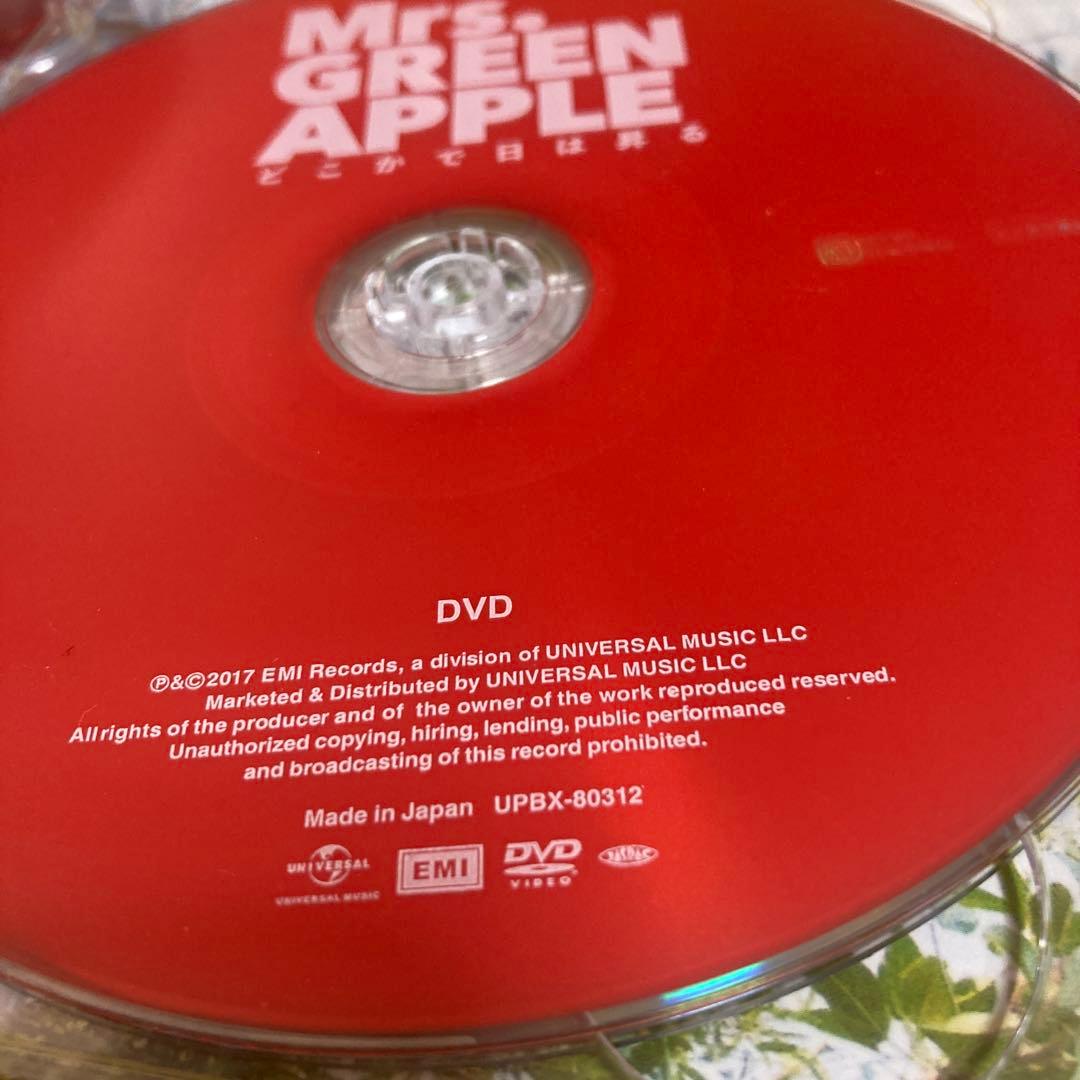 Mrs.
GREEN
APPLE
どこかで日は昇る
DVD
Ⓟ&©2017 EMI Records, a division of UNIVERSAL MUSIC LLC
Marketed & Distributed by UNIVERSAL MUSIC LLC
All rights of the producer and of the owner of the work reproduced reserved.
Unauthorized copying, hiring, lending, public performance
and broadcasting of this record prohibited.
Made in Japan UPBX-80312
UNIVERSAL
UNIVERSAL MUSIC
EMI
DVD
VIDEO
JASRAC